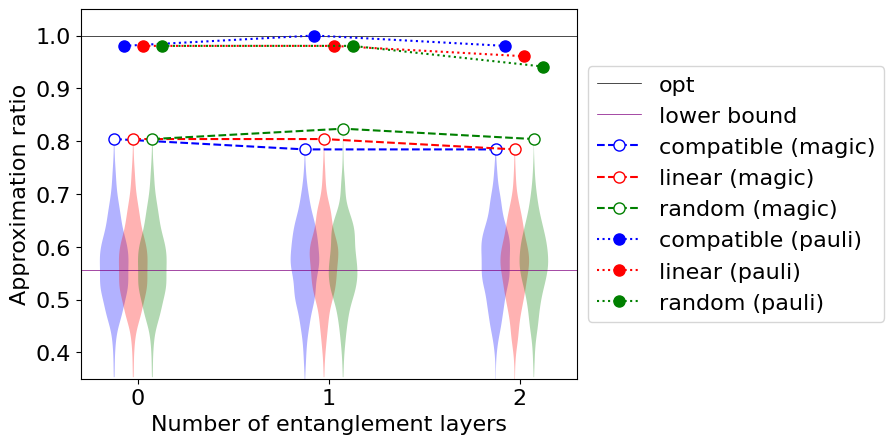 1.0
0.9
0.8
0.7
0.6
0.5
0.4
Approximation ratio
0
1
2
Number of entanglement layers
opt
lower bound
compatible (magic)
linear (magic)
random (magic)
compatible (pauli)
linear (pauli)
random (pauli)